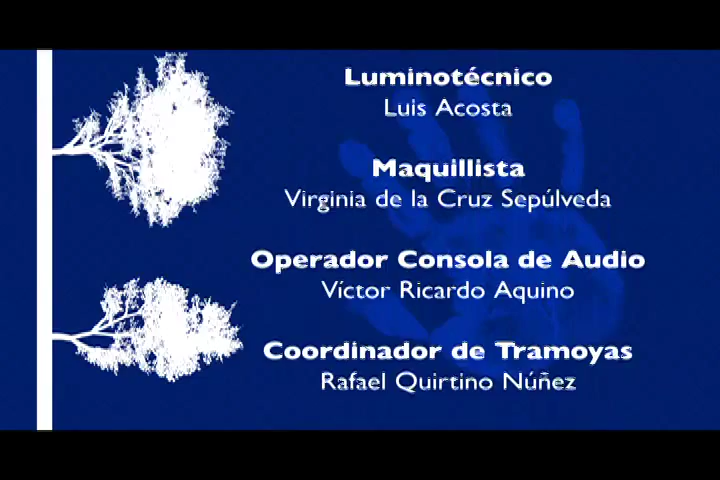 Luminotécnico
Luis Acosta
Maquillista
Virginia de la Cruz Sepúlveda
Operador Consola de Audio
Víctor Ricardo Aquino
Coordinador de Tramoyas
Rafael Quirtino Núñez